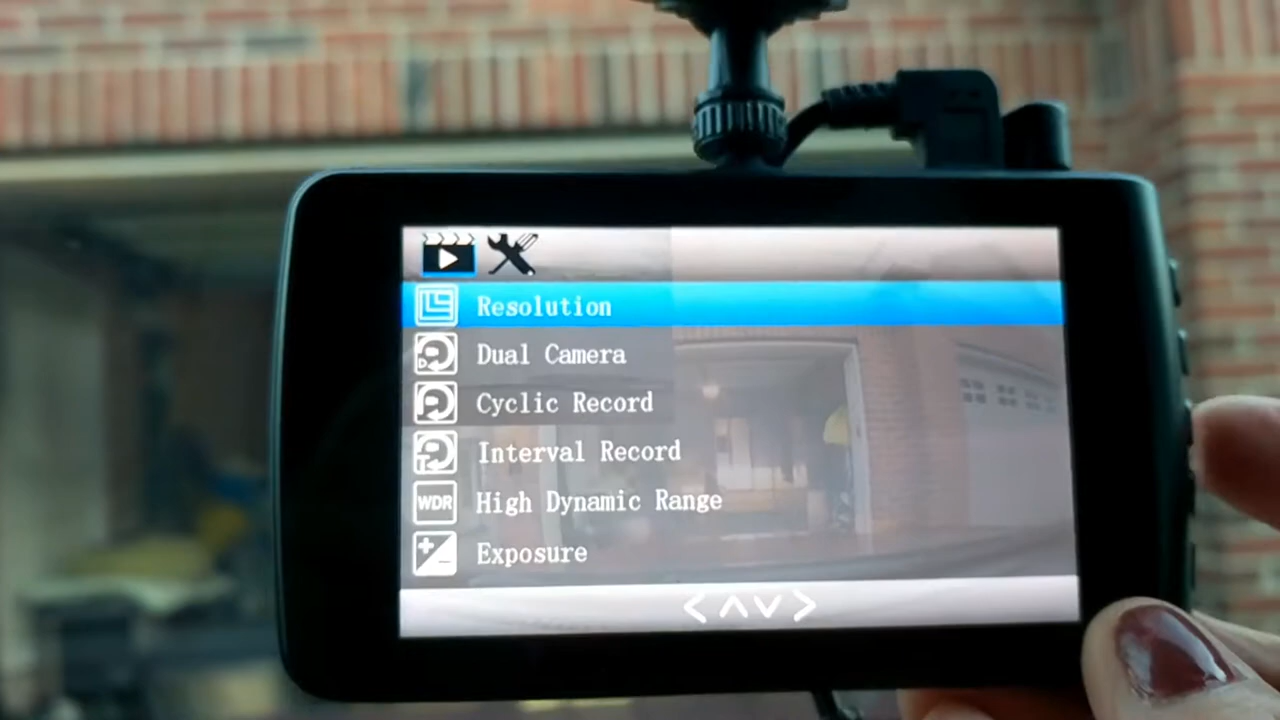 Resolution
Dual Camera
Cyclic Record
Interval Record
WDR High Dynamic Range
Exposure